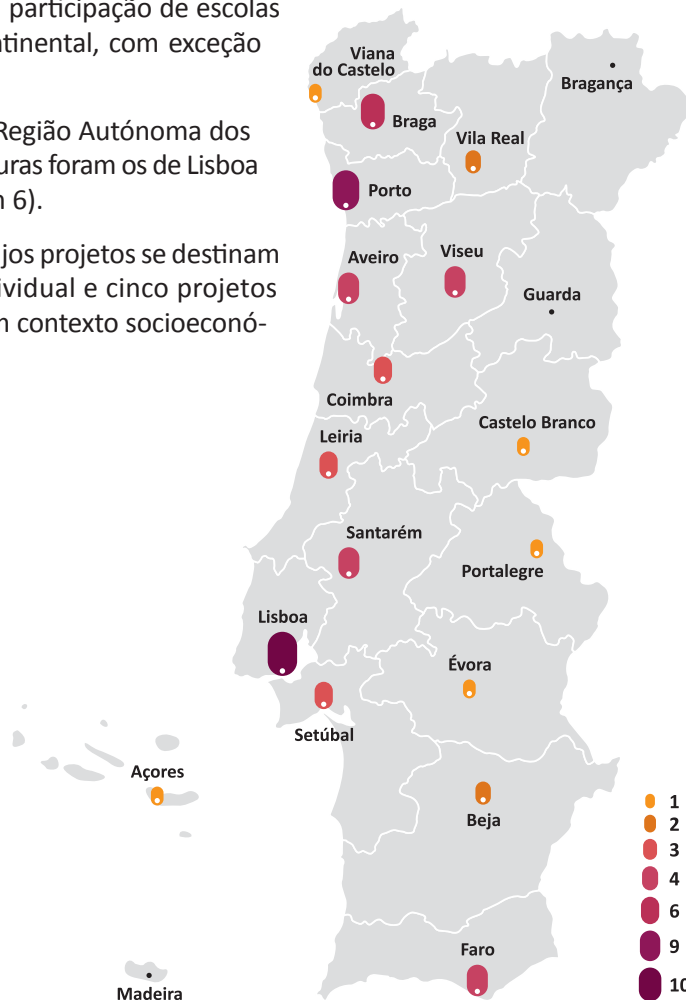 participação de escolas
tinental, com exceção
Região Autónoma dos
uras foram os de Lisboa
6).
jos projetos se destinam
ividual e cinco projetos
m contexto socioeconó-
Viana
do Castelo
Bragança
Braga
Vila Real
Porto
Aveiro
Viseu
Guarda
Coimbra
Castelo Branco
Leiria
Santarém
Portalegre
Lisboa
Évora
Setúbal
Açores
Beja
Faro
Madeira
1
2
3
4
6
9
10